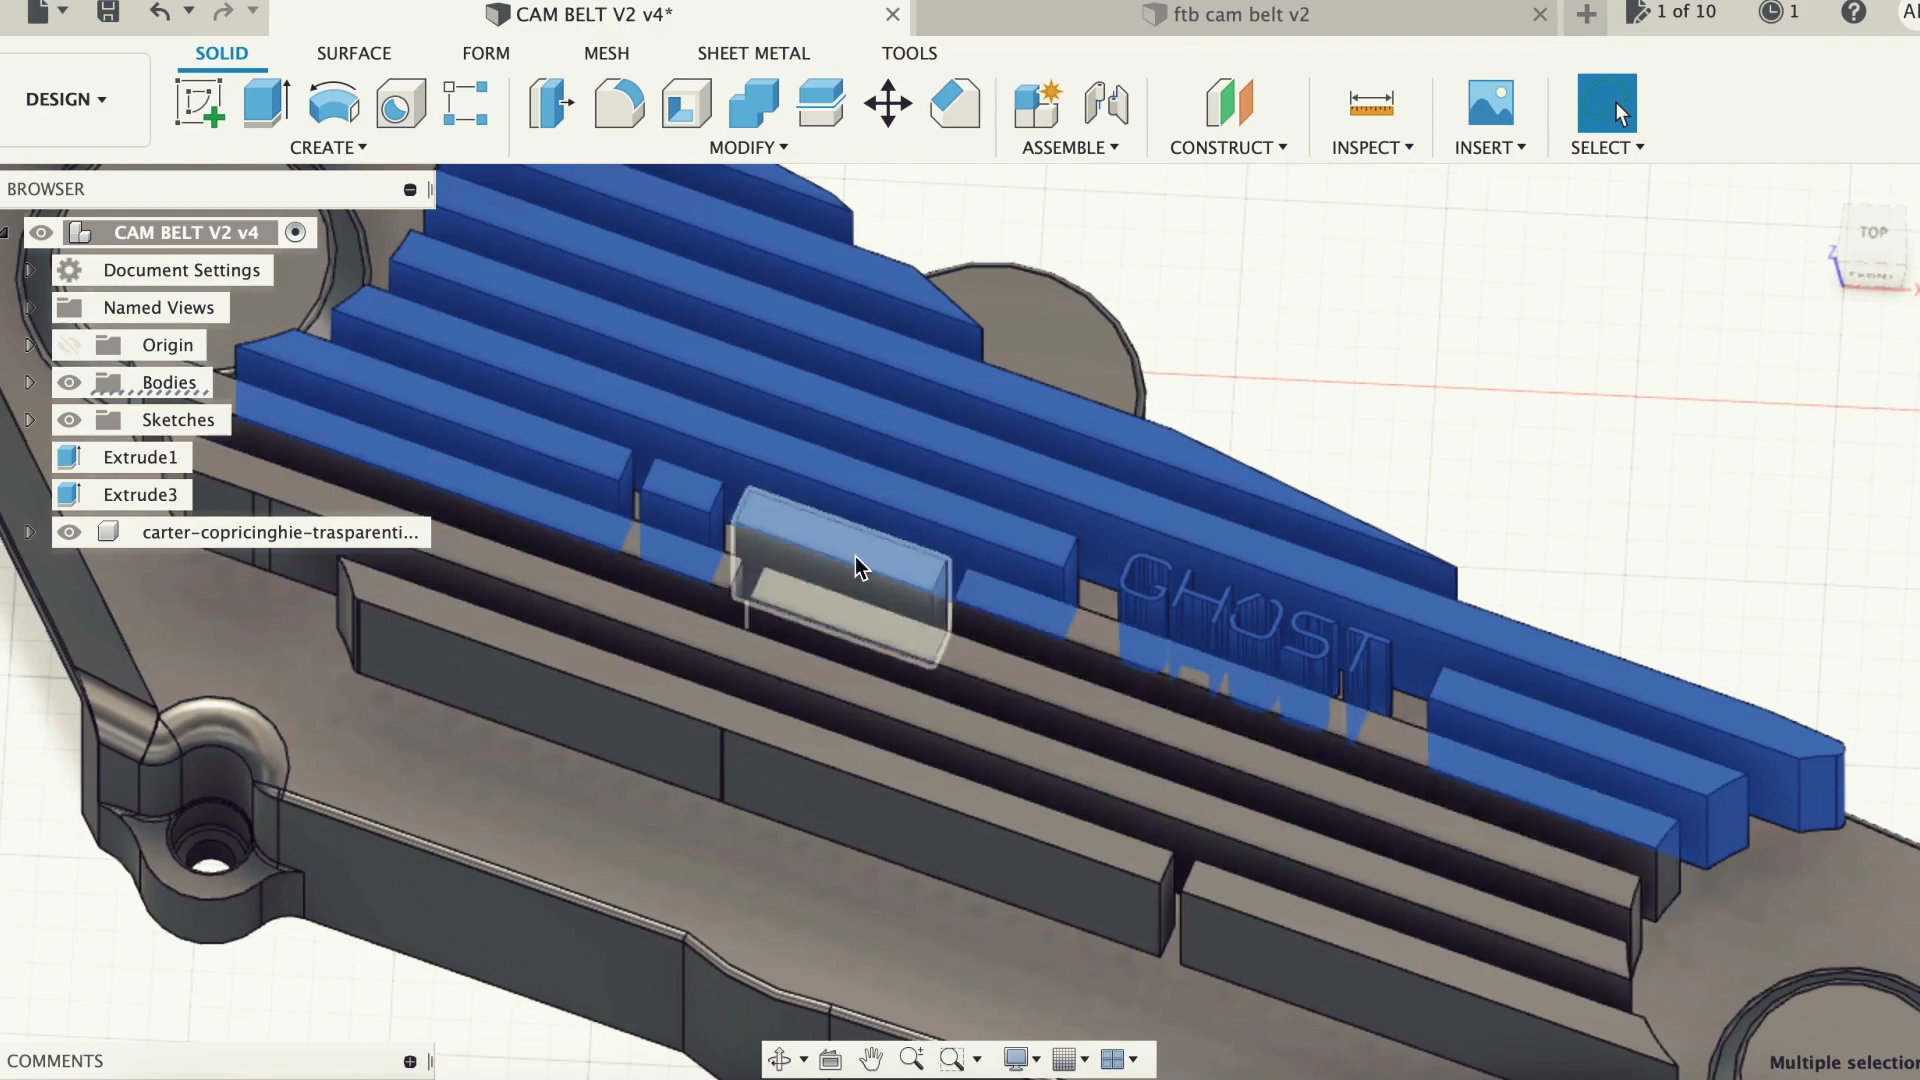 CAM BELT V2 v4*
ftb cam belt v2
1 of 10
1
SOLID
SURFACE
FORM
MESH
SHEET METAL
TOOLS
DESIGN
CREATE
MODIFY
ASSEMBLE
CONSTRUCT
INSPECT
INSERT
SELECT
BROWSER
CAM BELT V2 v4
Document Settings
Named Views
Origin
Bodies
Sketches
Extrude1
Extrude3
carter-copricinghie-trasparenti...
TOP
FRONT
Z
X
GHOST
COMMENTS
Multiple selection